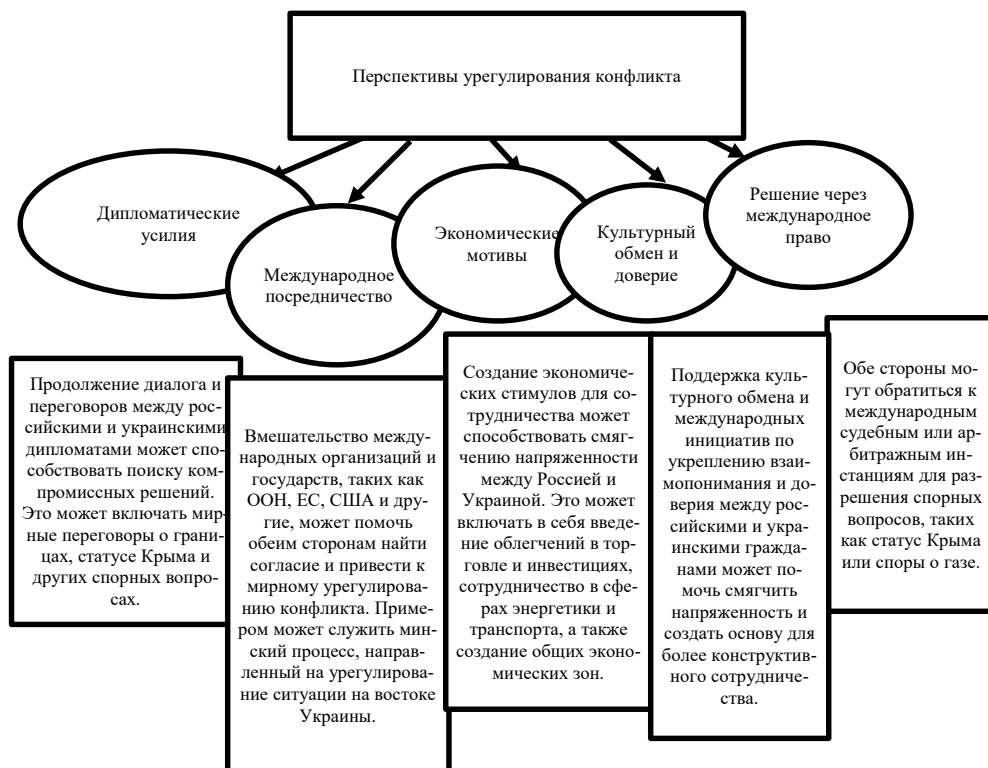 Перспективы урегулирования конфликта
Дипломатические
усилия
Международное
посредничество
Экономические
мотивы
Культурный
обмен и
доверие
Решение через
международное
право
Продолжение диалога и
переговоров между рос-
сийскими и украинскими
дипломатами может спо-
собствовать поиску ком-
промиссных решений.
Это может включать мир-
ные переговоры о грани-
цах, статусе Крыма и
других спорных вопро-
сах.
Вмешательство между-
народных организаций и
государств, таких как
ООН, ЕС, США и дру-
гие, может помочь
обеим сторонам найти
согласие и привести к
мирному урегулирова-
нию конфликта. Приме-
ром может служить мин-
ский процесс, направ-
ленный на урегулирова-
ние ситуации на востоке
Украины.
Создание экономиче-
ских стимулов для со-
трудничества может
способствовать смяг-
чению напряженности
между Россией и
Украиной. Это может
включать в себя введе-
ние облегчений в тор-
говле и инвестициях,
сотрудничество в сфе-
рах энергетики и
транспорта, а также
создание общих эконо-
мических зон.
Поддержка куль-
турного обмена и
международных
инициатив по
укреплению взаи-
мопонимания и до-
верия между рос-
сийскими и укра-
инскими гражда-
нами может по-
мочь смягчить
напряженность и
создать основу для
более конструктив-
ного сотрудниче-
ства.
Обе стороны мо-
гут обратиться к
международным
судебным или ар-
битражным ин-
станциям для раз-
решения спорных
вопросов, таких
как статус Крыма
или споры о газе.